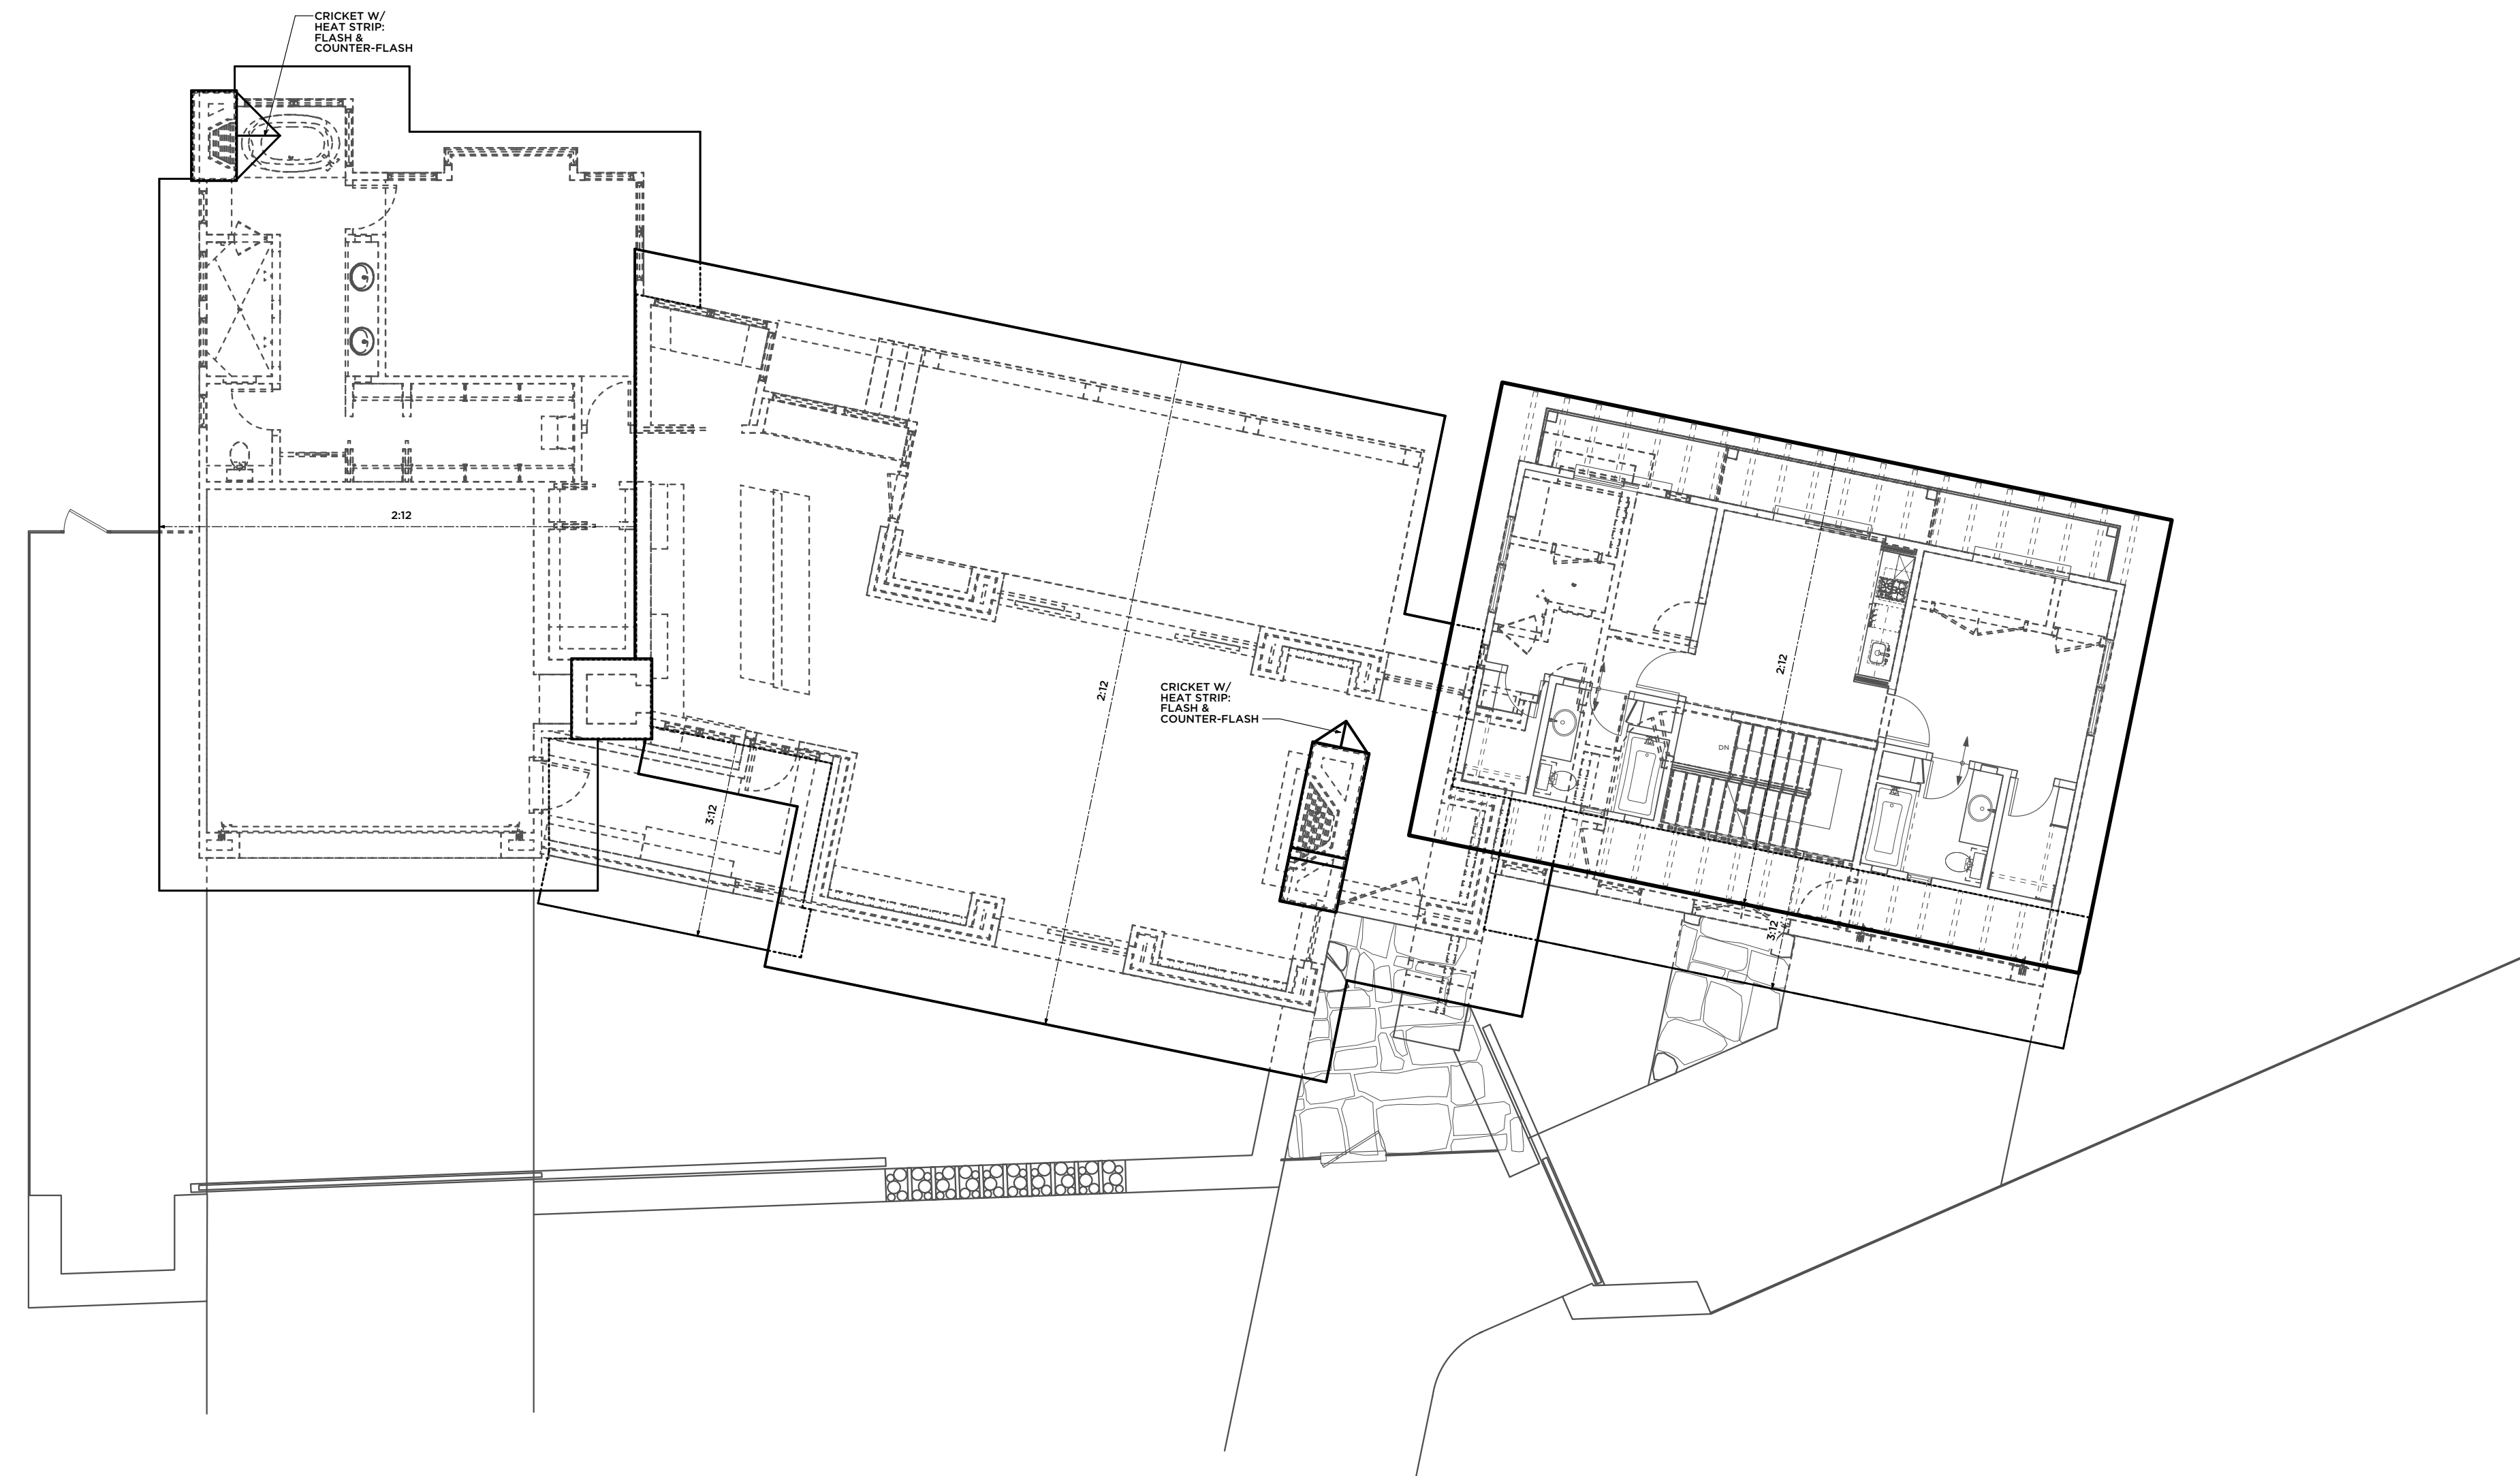 CRICKET W/
HEAT STRIP:
FLASH &
COUNTER-FLASH
2:12
2:12
CRICKET W/
HEAT STRIP:
FLASH &
COUNTER-FLASH
2:12
DN
3:12
3:12